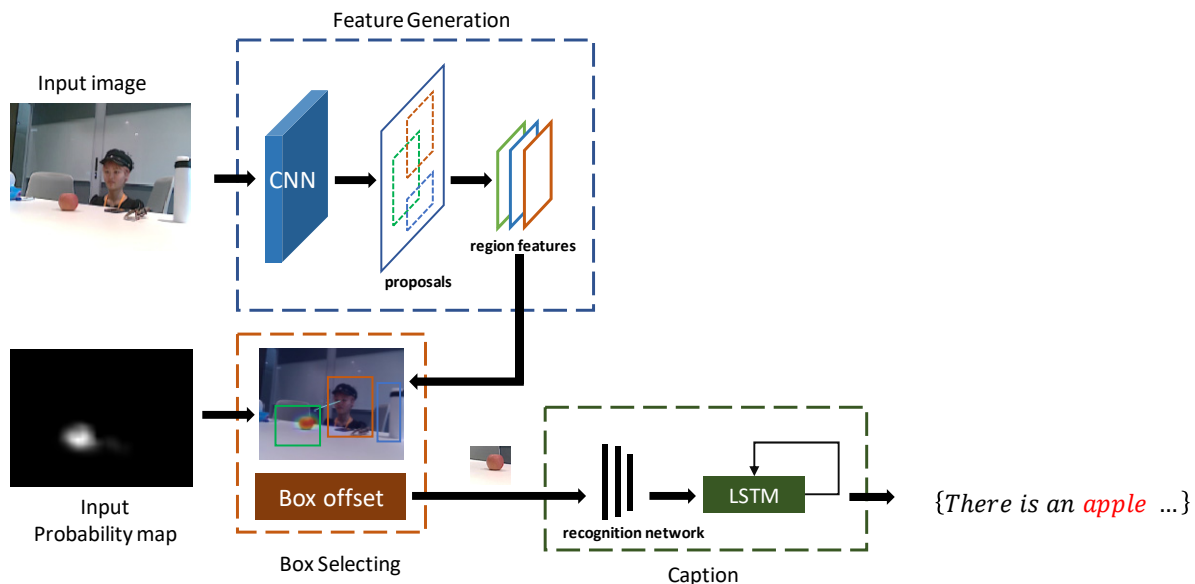 Feature Generation
Input image
CNN
region features
proposals
Box offset
LSTM
{There is an apple ...}
recognition network
Input
Probability map
Box Selecting
Caption